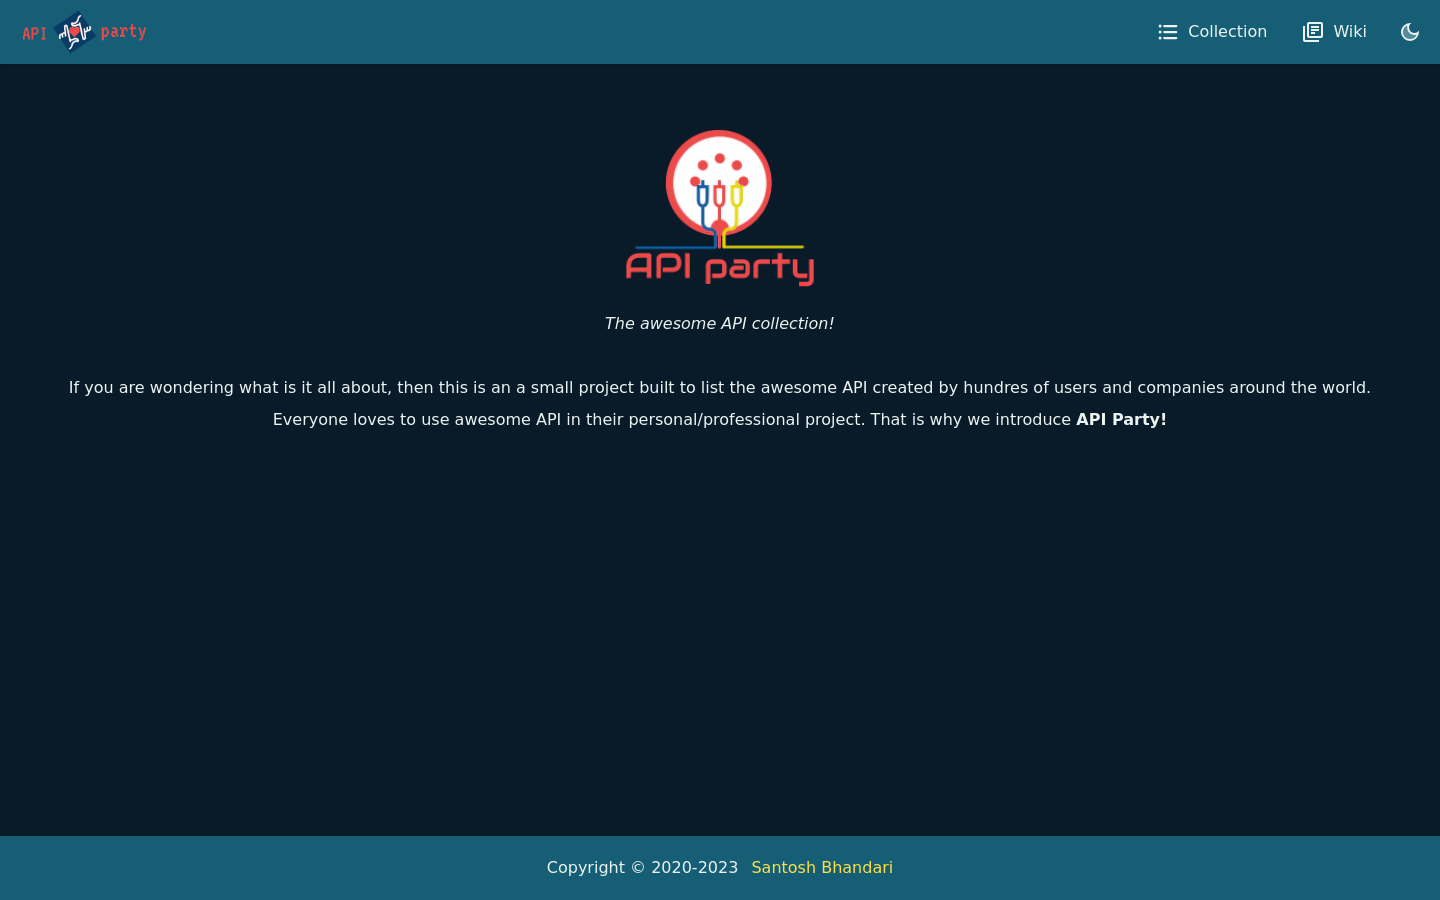 API party
Collection
Wiki
API party
The awesome API collection!
If you are wondering what is it all about, then this is an a small project built to list the awesome API created by hundres of users and companies around the world.
Everyone loves to use awesome API in their personal/professional project. That is why we introduce API Party!
Copyright © 2020-2023 Santosh Bhandari